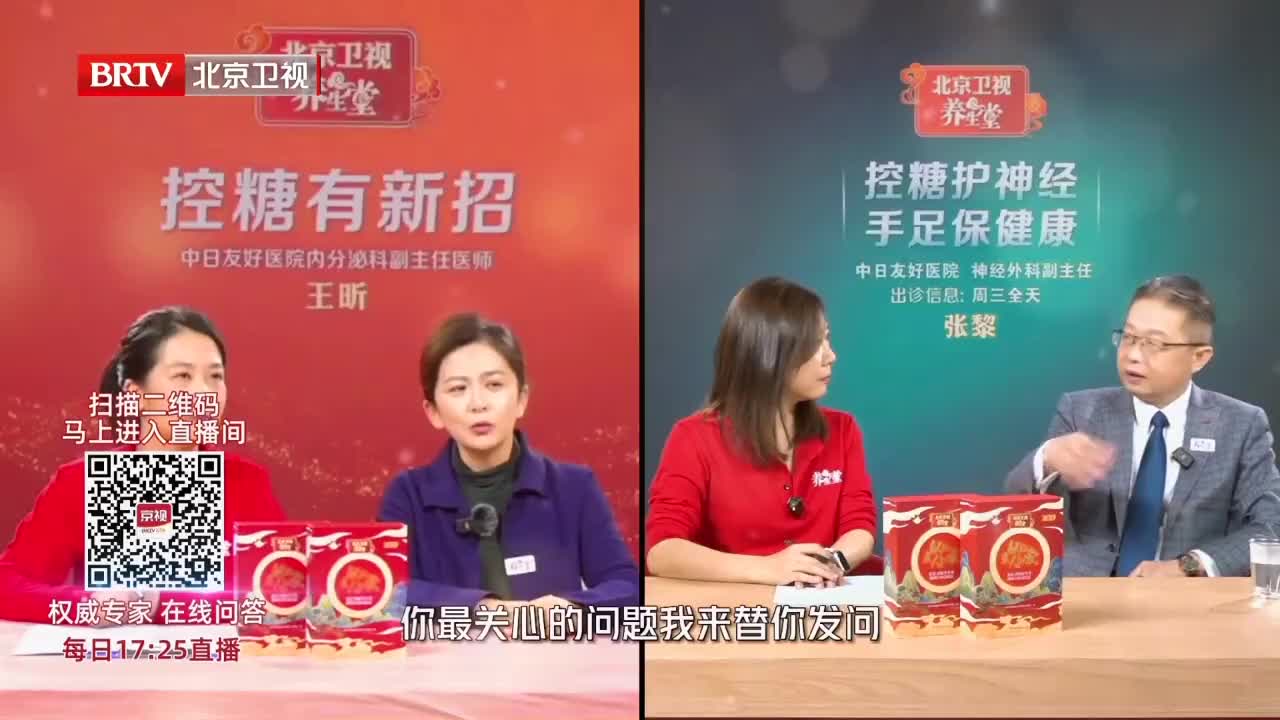 BRTV 北京卫视
北京卫视
养生堂
控糖有新招
中日友好医院内分泌科副主任医师
王昕
扫描二维码
马上进入直播间
京视
BRTV
权威专家 在线问答
每日17:25直播
北京卫视
养生堂
控糖护神经
手足保健康
中日友好医院 神经外科副主任
出诊信息：周三全天
张黎
养生堂
你最关心的问题我来替你发问